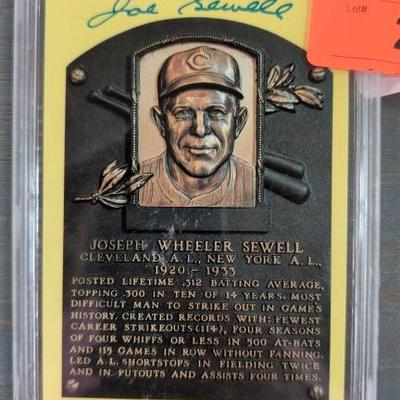 Joe Sewell
Lot#:
C
JOSEPH WHEELER SEWELL
CLEVELAND A.L., NEW YORK A.L.,
1920 - 1933
POSTED LIFETIME .312 BATTING AVERAGE,
TOPPING .300 IN TEN OF 14 YEARS. MOST
DIFFICULT MAN TO STRIKE OUT IN GAME'S
HISTORY. CREATED RECORDS WITH: FEWEST
CAREER STRIKEOUTS (114), FOUR SEASONS
OF FOUR WHIFFS OR LESS IN 500 AT-BATS
AND 115 GAMES IN ROW WITHOUT FANNING.
LED A.L. SHORTSTOPS IN FIELDING TWICE
AND IN PUTOUTS AND ASSISTS FOUR TIMES.